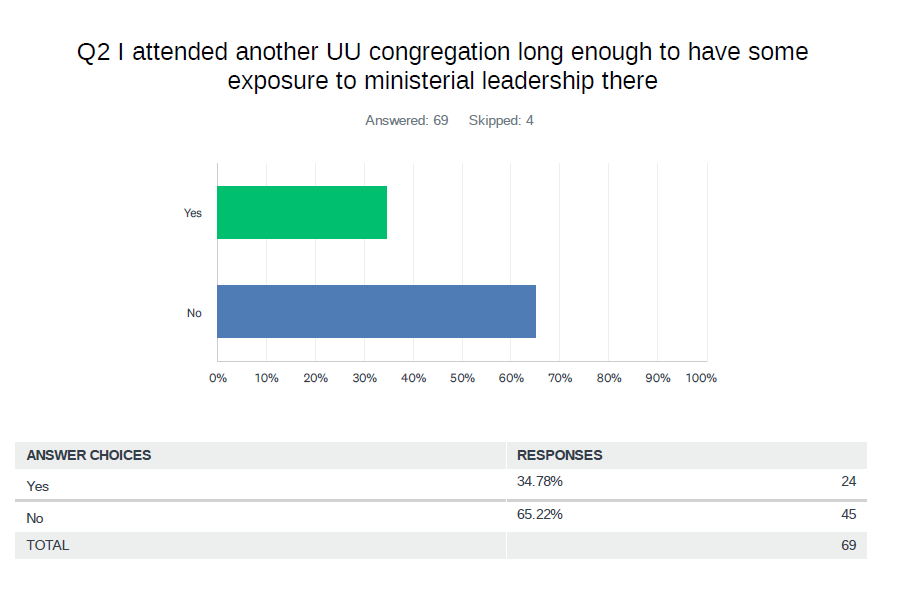 Q2 I attended another UU congregation long enough to have some
exposure to ministerial leadership there
Answered: 69 Skipped: 4
Yes
No
0% 10% 20% 30% 40% 50% 60% 70% 80% 90% 100%
ANSWER CHOICES RESPONSES
Yes 34.78% 24
No 65.22% 45
TOTAL 69